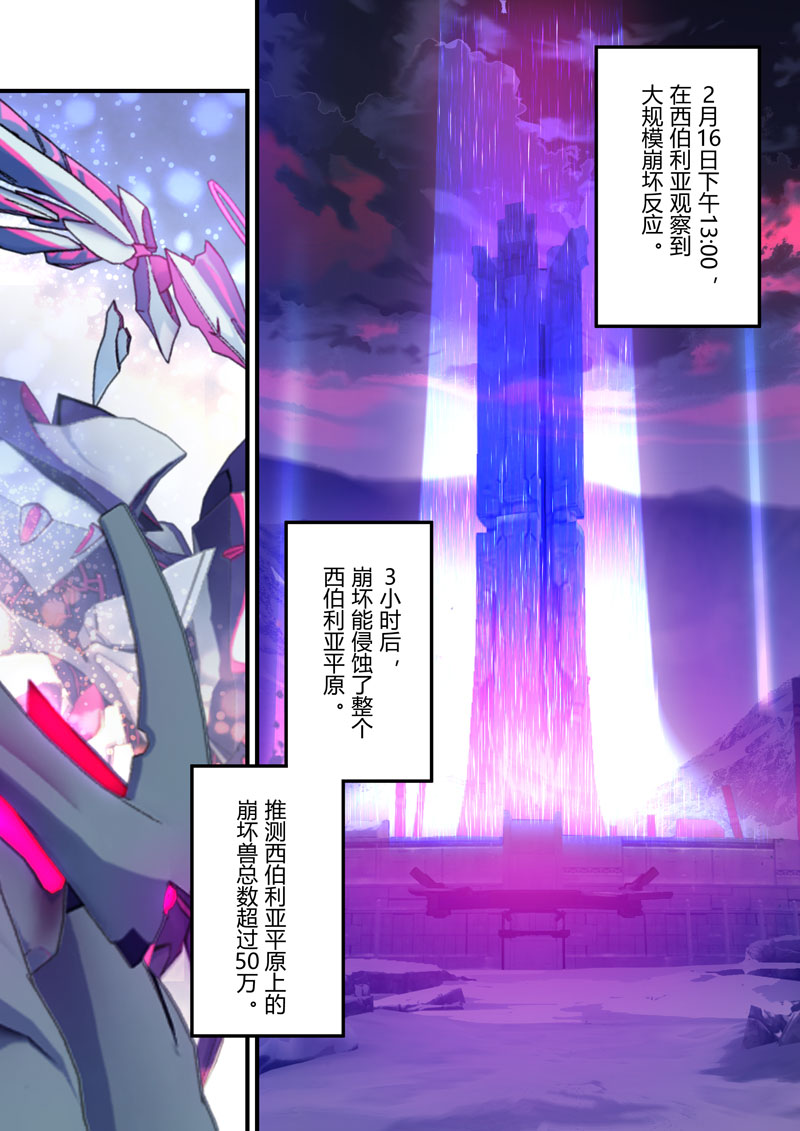 2月16日下午13:00，
在西伯利亚观察到
大规模崩坏反应。
3小时后，
崩坏能侵蚀了整个
西伯利亚平原。
推测西伯利亚平原上的
崩坏兽总数超过50万。